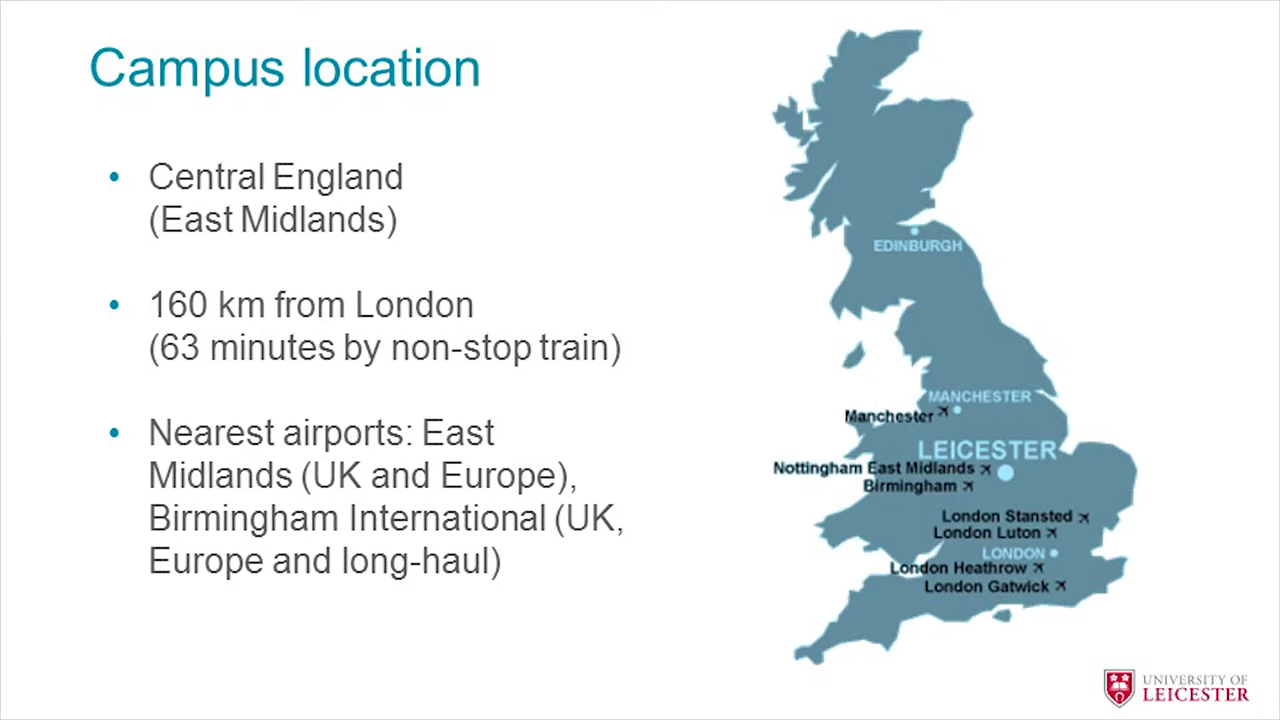 Campus location
• Central England
(East Midlands)
• 160 km from London
(63 minutes by non-stop train)
• Nearest airports: East
Midlands (UK and Europe),
Birmingham International (UK,
Europe and long-haul)
EDINBURGH
MANCHESTER
Manchester
LEICESTER
Nottingham East Midlands
Birmingham
London Stansted
London Luton
LONDON
London Heathrow
London Gatwick
UNIVERSITY OF
LEICESTER